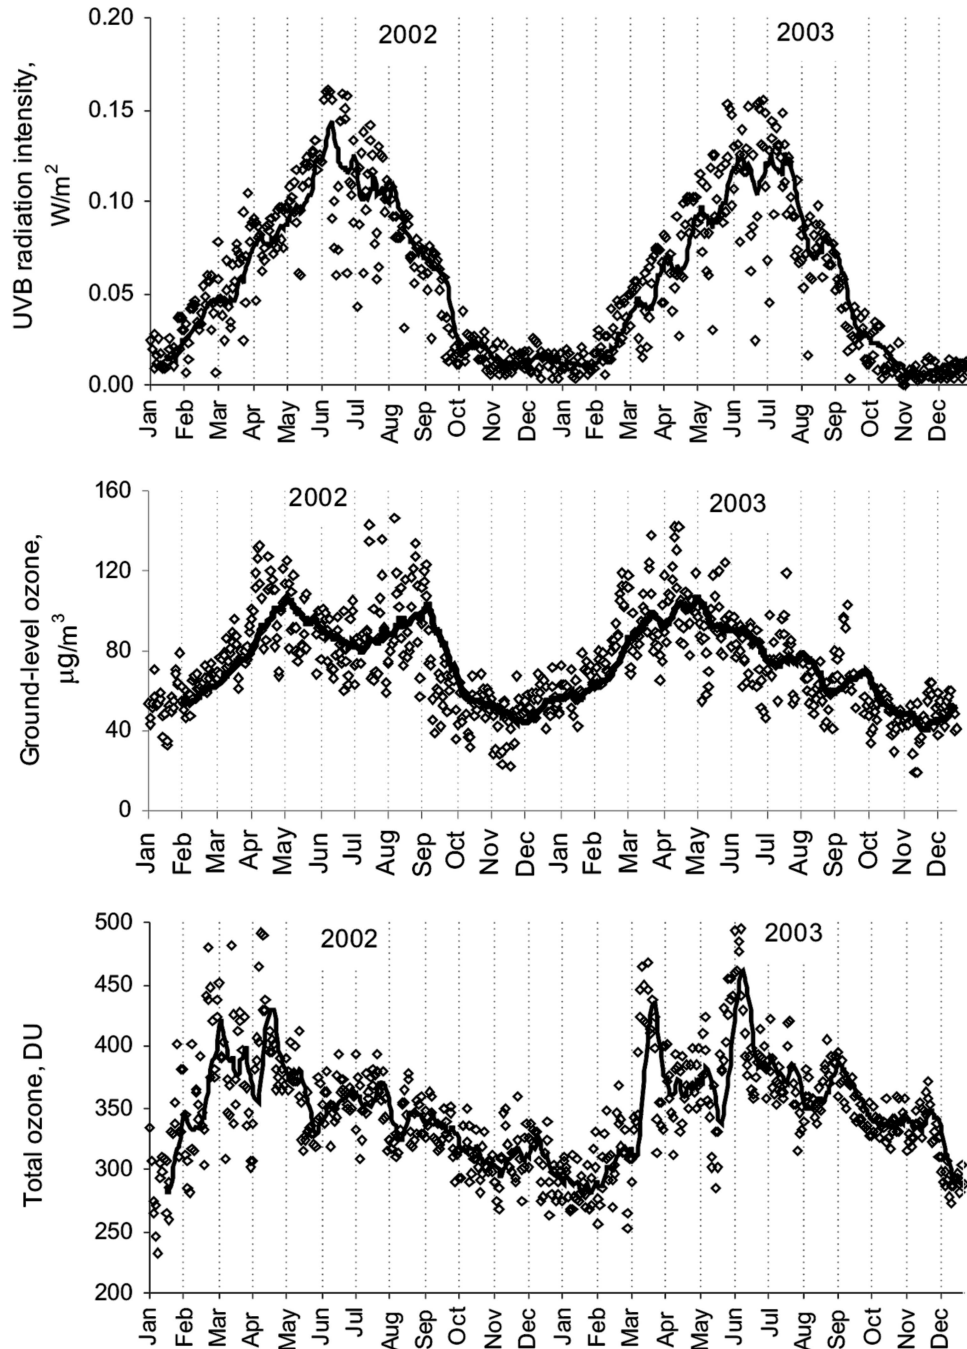 0.20
2002
2003
0.15
0.10
0.05
0.00
UVB radiation intensity,
W/m²
Jan Feb Mar Apr May Jun Jul Aug Sep Oct Nov Dec Jan Feb Mar Apr May Jun Jul Aug Sep Oct Nov Dec
160
2002
2003
120
80
40
0
Ground-level ozone,
µg/m³
Jan Feb Mar Apr May Jun Jul Aug Sep Oct Nov Dec Jan Feb Mar Apr May Jun Jul Aug Sep Oct Nov Dec
500
2002
2003
450
400
350
300
250
200
Total ozone, DU
Jan Feb Mar Apr May Jun Jul Aug Sep Oct Nov Dec Jan Feb Mar Apr May Jun Jul Aug Sep Oct Nov Dec